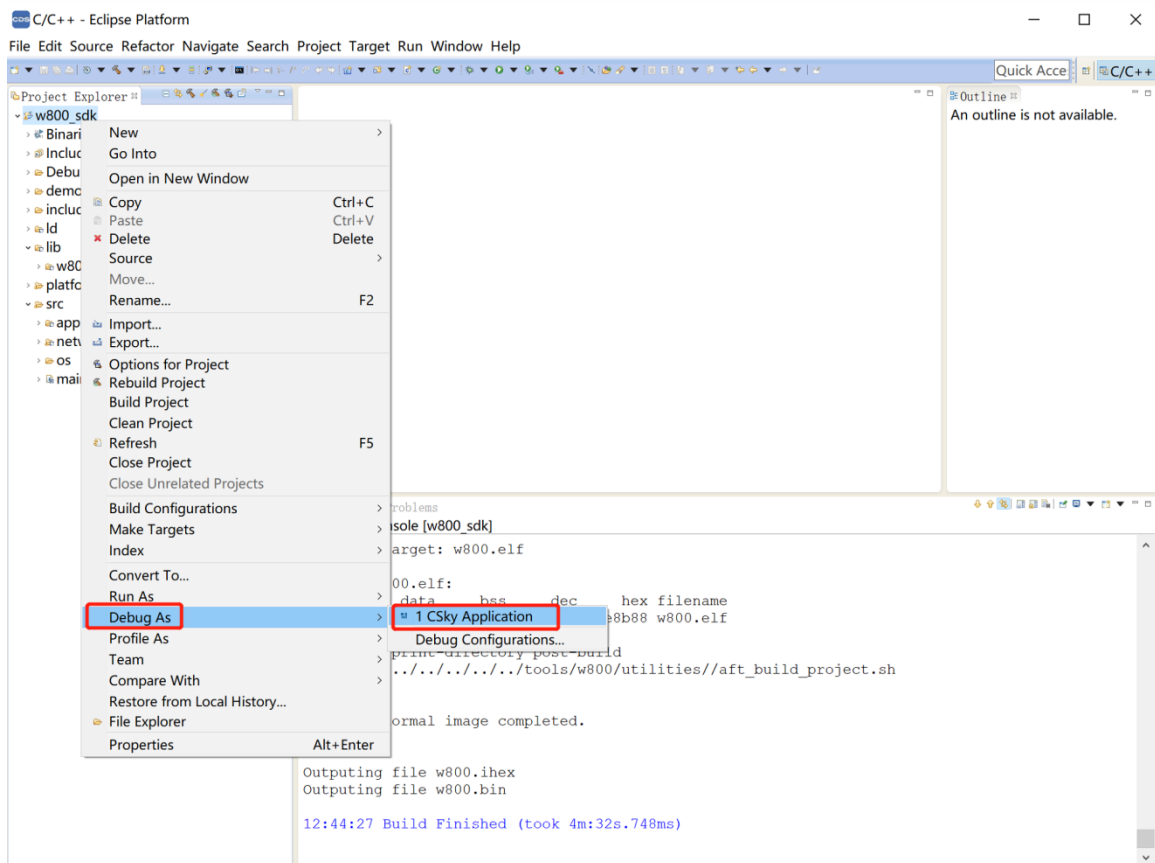 CDS C/C++ - Eclipse Platform
File Edit Source Refactor Navigate Search Project Target Run Window Help
Quick Acce
C/C++
Project Explorer
w800_sdk
Binari
Includ
Debu
demo
includ
ld
lib
w80
platfo
src
app
netw
os
mai
New
Go Into
Open in New Window
Copy Ctrl+C
Paste Ctrl+V
Delete Delete
Source
Move...
Rename... F2
Import...
Export...
Options for Project
Rebuild Project
Build Project
Clean Project
Refresh F5
Close Project
Close Unrelated Projects
Build Configurations
Make Targets
Index
Convert To...
Run As
Debug As
Profile As
Team
Compare With
Restore from Local History...
File Explorer
Properties Alt+Enter
1 CSky Application
Debug Configurations...
Outline
An outline is not available.
roblems
sole [w800_sdk]
arget: w800.elf
00.elf:
data bss dec hex filename
e8b88 w800.elf
print-directory post-build
../../../../../tools/w800/utilities//aft_build_project.sh
ormal image completed.
Outputing file w800.ihex
Outputing file w800.bin
12:44:27 Build Finished (took 4m:32s.748ms)